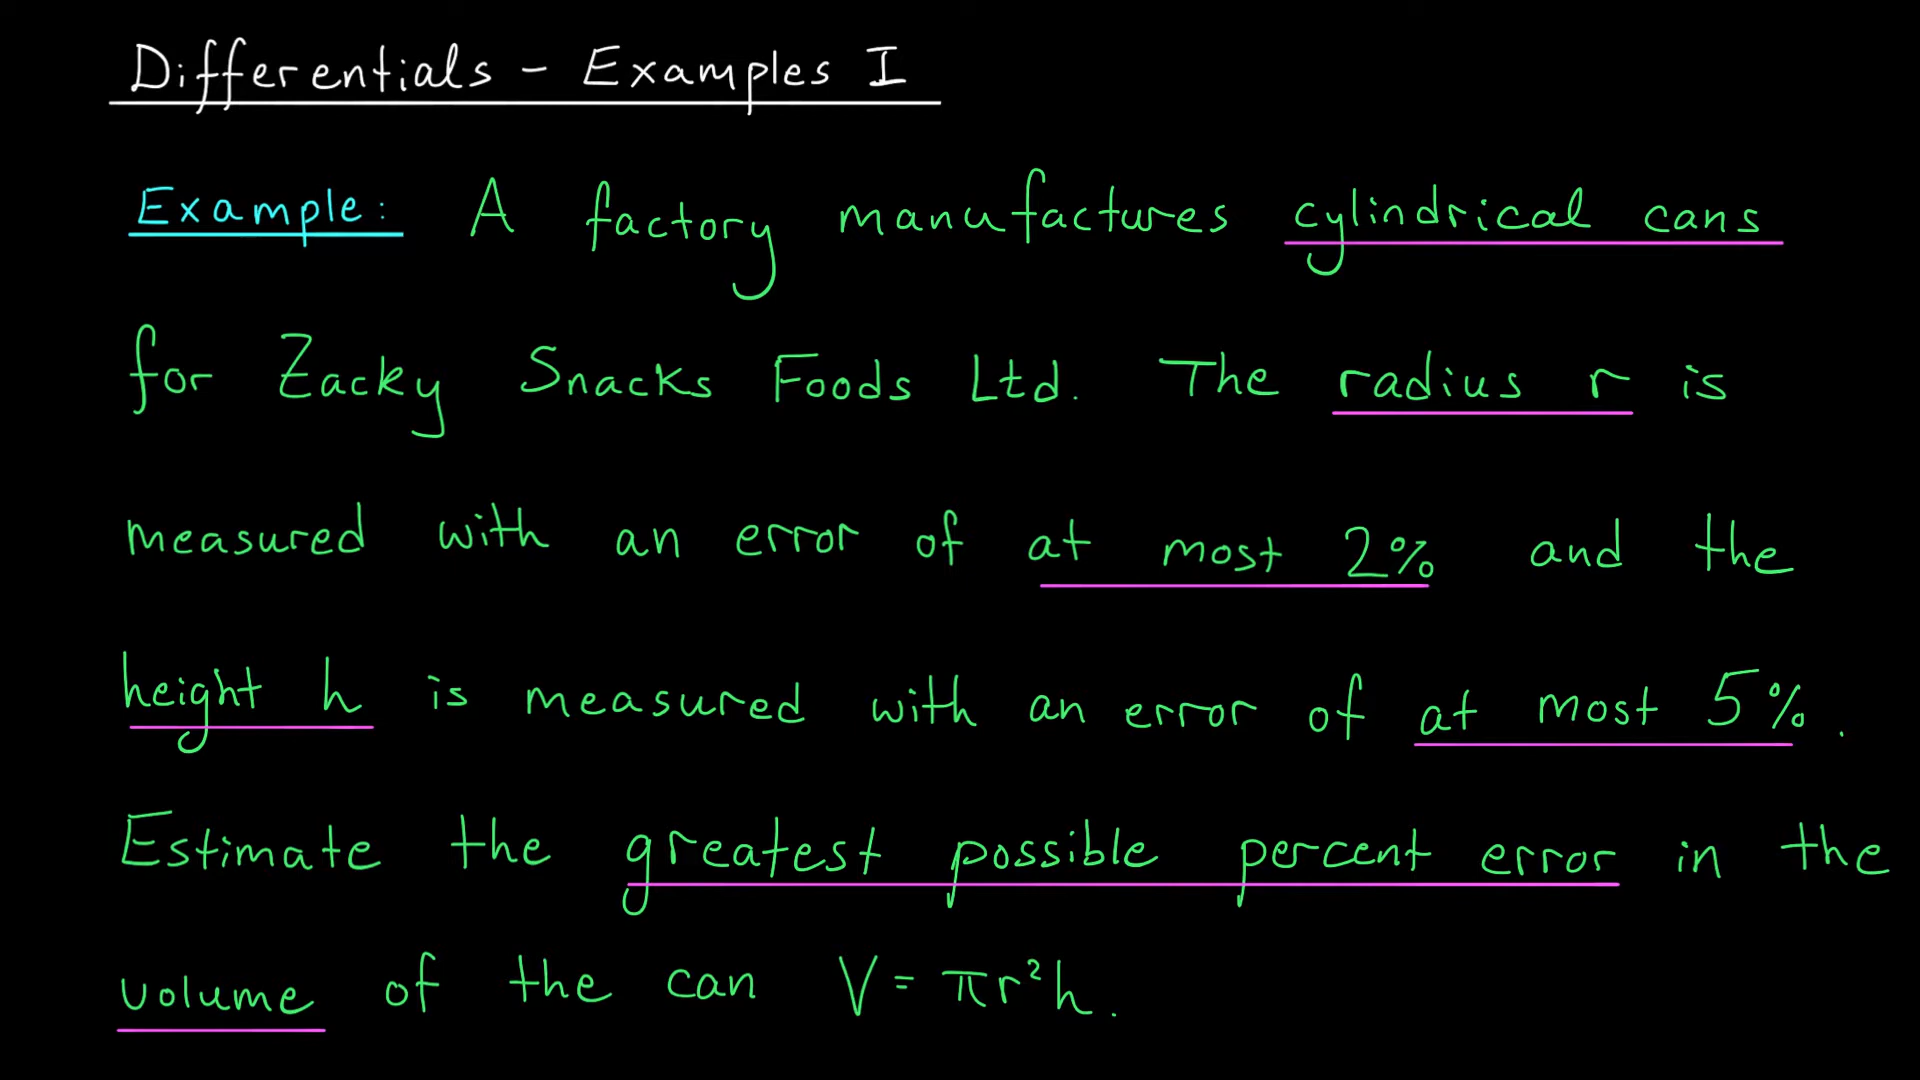 Differentials - Examples I
Example: A factory manufactures cylindrical cans
for Zacky Snacks Foods Ltd. The radius r is
measured with an error of at most 2% and the
height h is measured with an error of at most 5%.
Estimate the greatest possible percent error in the
volume of the can V = πr²h.